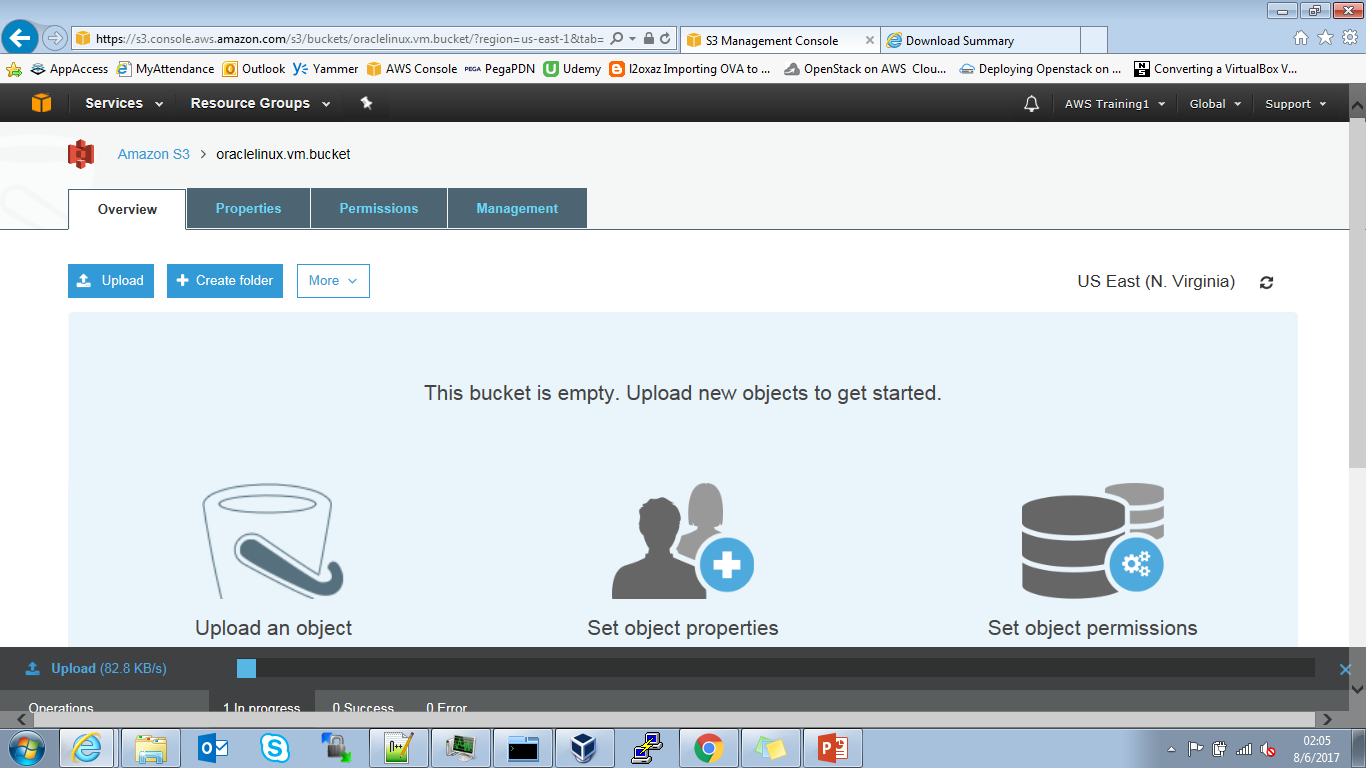 https://s3.console.aws.amazon.com/s3/buckets/oraclelinux.vm.bucket/?region=us-east-1&tab=
S3 Management Console
Download Summary
AppAccess
MyAttendance
Outlook
Yammer
AWS Console
PEGA PegaPDN
Udemy
l2oxaz Importing OVA to ...
OpenStack on AWS Clou...
Deploying Openstack on ...
Converting a VirtualBox V...
Services
Resource Groups
AWS Training1
Global
Support
Amazon S3 > oraclelinux.vm.bucket
Overview
Properties
Permissions
Management
Upload
Create folder
More
US East (N. Virginia)
This bucket is empty. Upload new objects to get started.
Upload an object
Set object properties
Set object permissions
Upload (82.8 KB/s)
Operations
1 In progress
0 Success
0 Error
02:05
8/6/2017